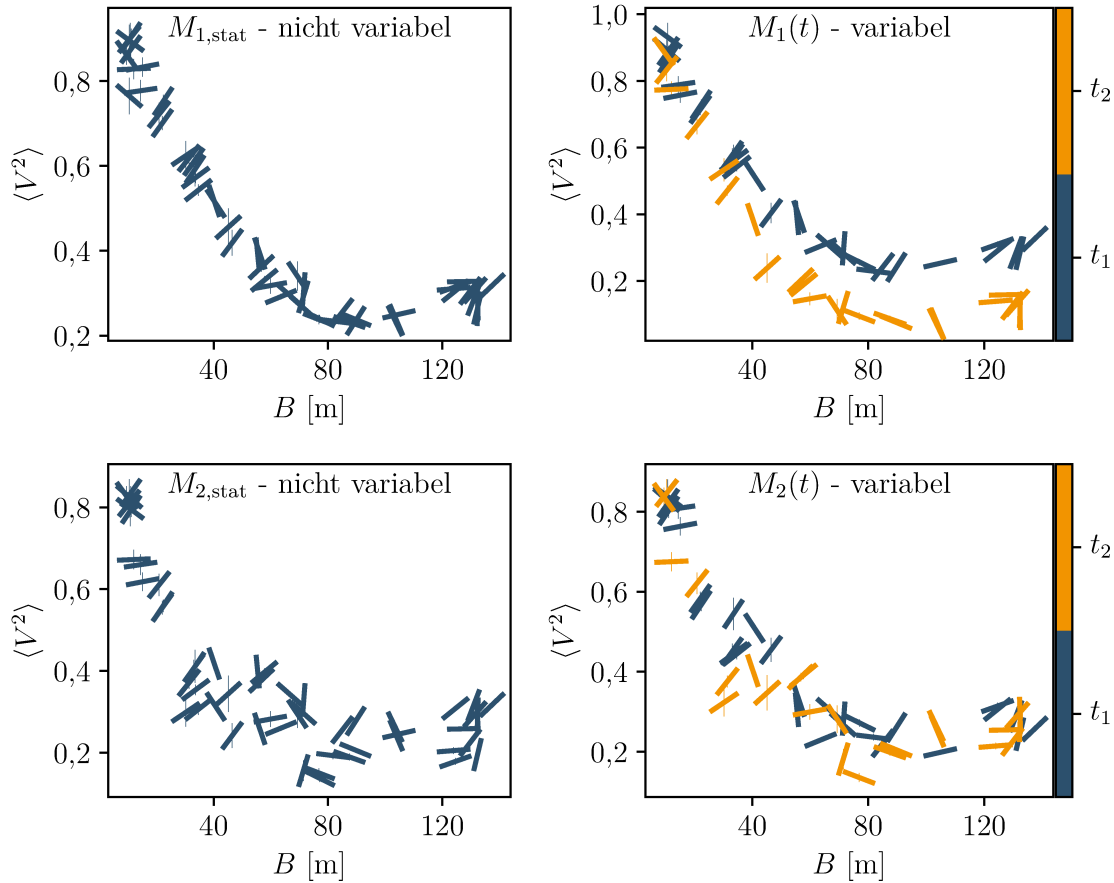 M₁,stat - nicht variabel
0,8
0,6
0,4
0,2
⟨V²⟩
40 80 120
B [m]
M₁(t) - variabel
1,0
0,8
0,6
0,4
0,2
⟨V²⟩
40 80 120
B [m]
t₂
t₁
M₂,stat - nicht variabel
0,8
0,6
0,4
0,2
⟨V²⟩
40 80 120
B [m]
M₂(t) - variabel
0,8
0,6
0,4
0,2
⟨V²⟩
40 80 120
B [m]
t₂
t₁